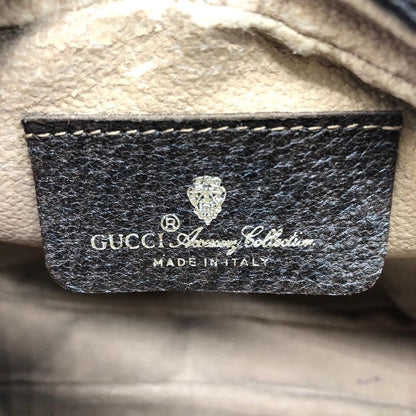 GUCCI® Accessory Collection
MADE IN ITALY